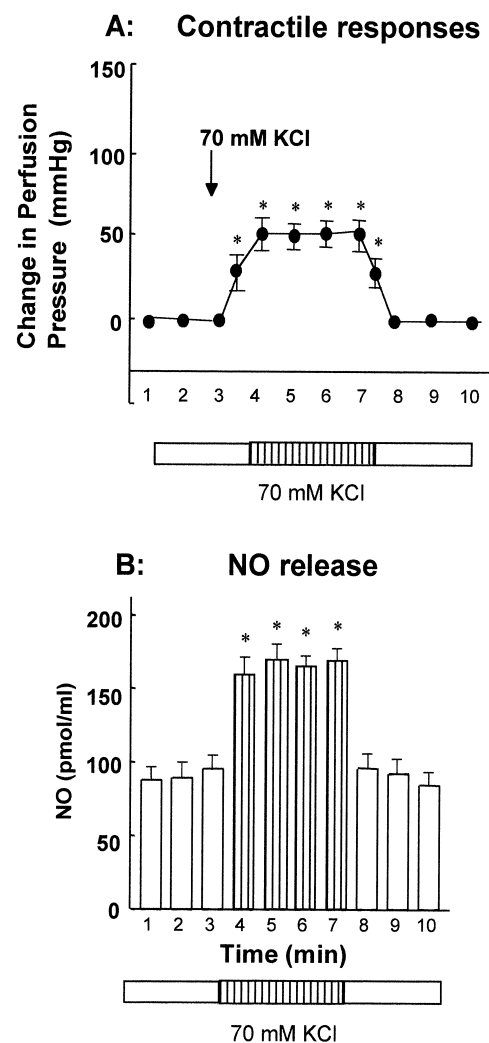 A: Contractile responses
150
100
50
0
Change in Perfusion
Pressure (mmHg)
70 mM KCl
* * * * * *
1 2 3 4 5 6 7 8 9 10
70 mM KCl
B: NO release
200
150
100
50
0
NO (pmol/ml)
* * * *
1 2 3 4 5 6 7 8 9 10
Time (min)
70 mM KCl